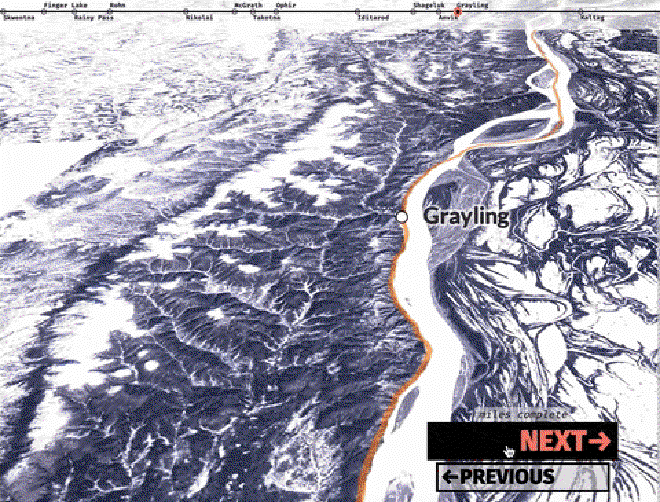 Finger Lake Rohn McGrath Ophir Shageluk Grayling
Skwentna Rainy Pass Nikolai Takotna Iditarod Anvik Kaltag
Grayling
miles complete
NEXT→
←PREVIOUS